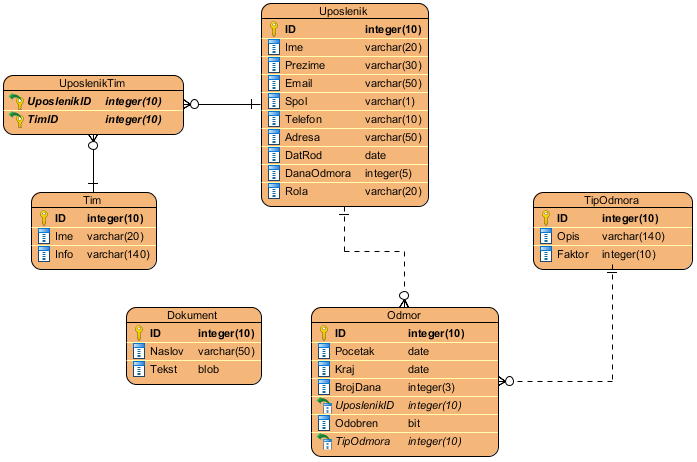 Uposlenik
ID integer(10)
Ime varchar(20)
Prezime varchar(30)
Email varchar(50)
Spol varchar(1)
Telefon varchar(10)
Adresa varchar(50)
DatRod date
DanaOdmora integer(5)
Rola varchar(20)
UposlenikTim
UposlenikID integer(10)
TimID integer(10)
Tim
ID integer(10)
Ime varchar(20)
Info varchar(140)
TipOdmora
ID integer(10)
Opis varchar(140)
Faktor integer(10)
Dokument
ID integer(10)
Naslov varchar(50)
Tekst blob
Odmor
ID integer(10)
Pocetak date
Kraj date
BrojDana integer(3)
UposlenikID integer(10)
Odobren bit
TipOdmora integer(10)